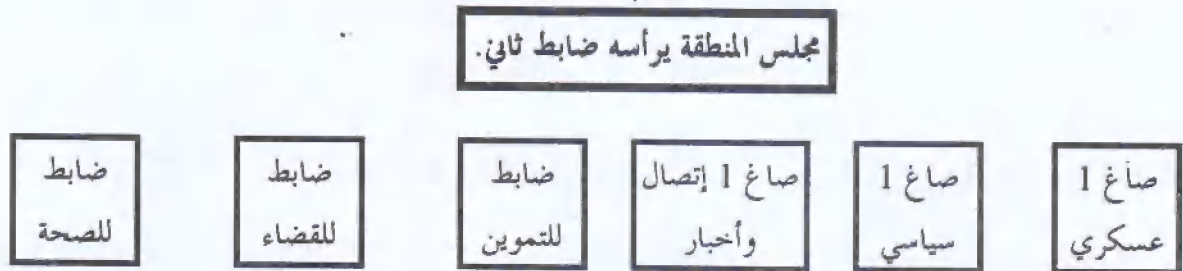 مجلس المنطقة يرأسه ضابط ثاني.
صاغ 1
عسكري
صاغ 1
سياسي
صاغ 1 إتصال
وأخبار
ضابط
للتموين
ضابط
للقضاء
ضابط
للصحة